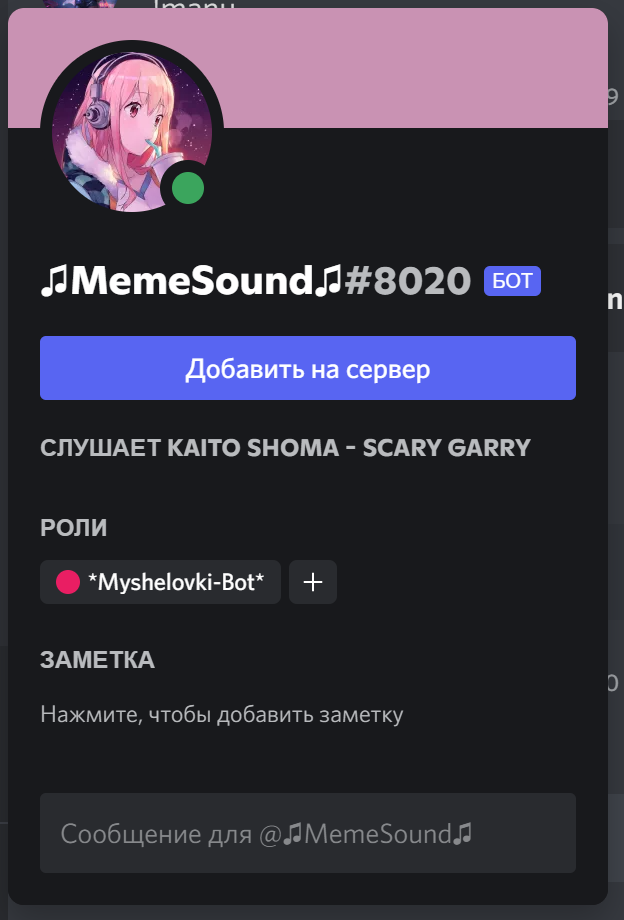 ♫MemeSound♫#8020 БОТ
Добавить на сервер
СЛУШАЕТ KAITO SHOMA - SCARY GARRY
РОЛИ
*Myshelovki-Bot* +
ЗАМЕТКА
Нажмите, чтобы добавить заметку
Сообщение для @♫MemeSound♫